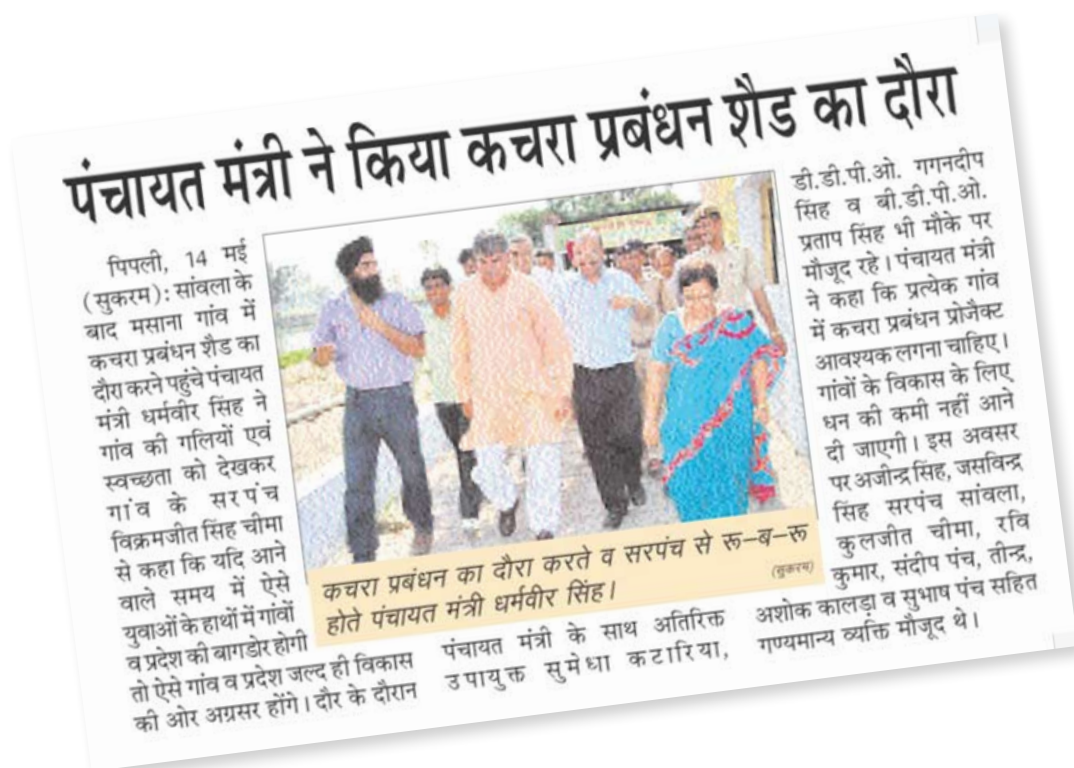 पंचायत मंत्री ने किया कचरा प्रबंधन शैड का दौरा
पिपली, 14 मई
(सुकरम): सांवला के
बाद मसाना गांव में
कचरा प्रबंधन शैड का
दौरा करने पहुंचे पंचायत
मंत्री धर्मवीर सिंह ने
गांव की गलियों एवं
स्वच्छता को देखकर
गांव के सरपंच
विक्रमजीत सिंह चीमा
से कहा कि यदि आने
वाले समय में ऐसे
युवाओं के हाथों में गांवों
व प्रदेश की बागडोर होगी
तो ऐसे गांव व प्रदेश जल्द ही विकास
की ओर अग्रसर होंगे। दौर के दौरान
कचरा प्रबंधन का दौरा करते व सरपंच से रू-ब-रू
होते पंचायत मंत्री धर्मवीर सिंह।
(सुकरम)
पंचायत मंत्री के साथ अतिरिक्त
उपायुक्त सुमेधा कटारिया,
डी.डी.पी.ओ. गगनदीप
सिंह व बी.डी.पी.ओ.
प्रताप सिंह भी मौके पर
मौजूद रहे। पंचायत मंत्री
ने कहा कि प्रत्येक गांव
में कचरा प्रबंधन प्रोजैक्ट
आवश्यक लगना चाहिए।
गांवों के विकास के लिए
धन की कमी नहीं आने
दी जाएगी। इस अवसर
पर अजीन्द्र सिंह, जसविन्द्र
सिंह सरपंच सांवला,
कुलजीत चीमा, रवि
कुमार, संदीप पंच, तीन्द्र,
अशोक कालड़ा व सुभाष पंच सहित
गण्यमान्य व्यक्ति मौजूद थे।